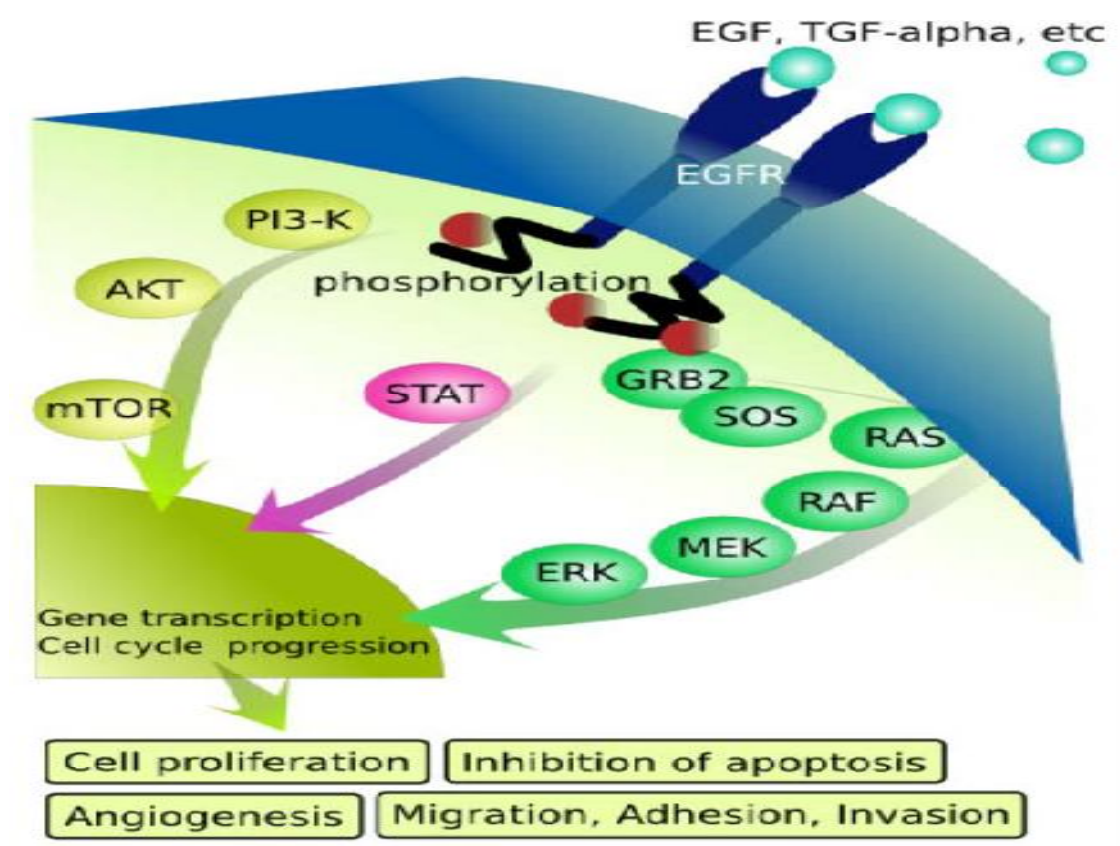 EGF, TGF-alpha, etc
EGFR
PI3-K
phosphorylation
AKT
GRB2
STAT
mTOR
SOS
RAS
RAF
MEK
ERK
Gene transcription
Cell cycle progression
Cell proliferation
Inhibition of apoptosis
Angiogenesis
Migration, Adhesion, Invasion